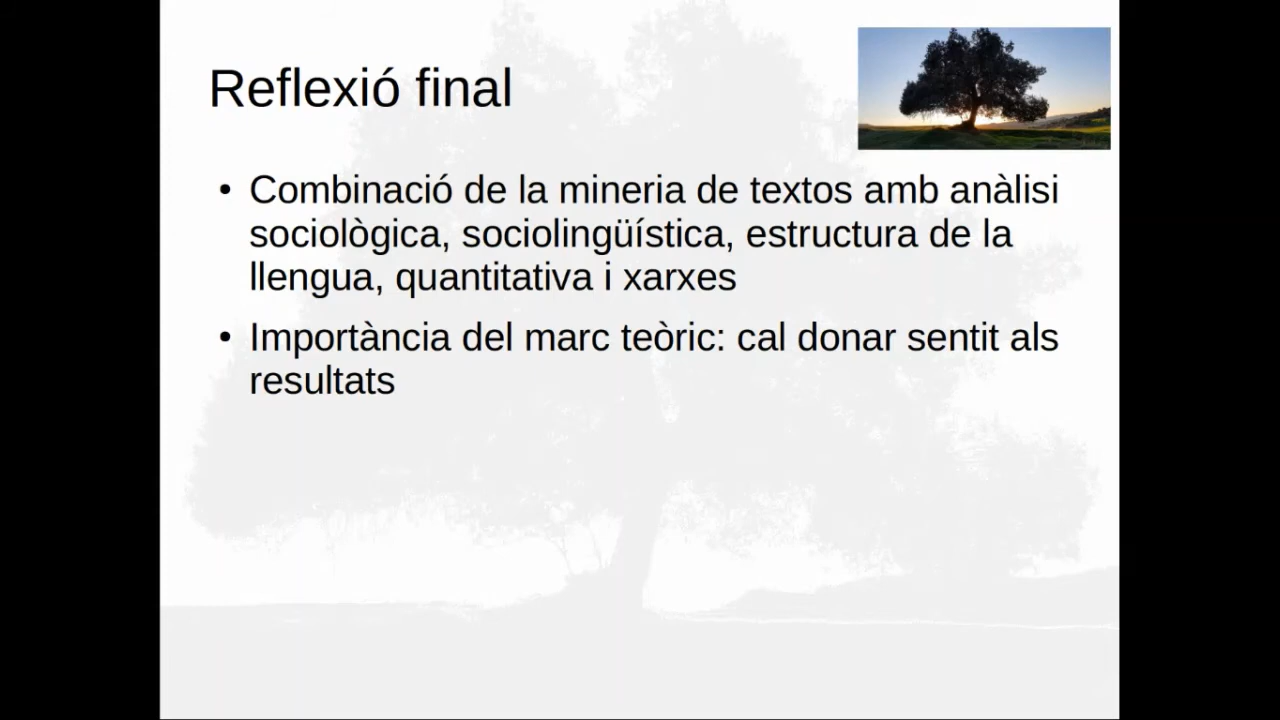 Reflexió final
• Combinació de la mineria de textos amb anàlisi
sociològica, sociolingüística, estructura de la
llengua, quantitativa i xarxes
• Importància del marc teòric: cal donar sentit als
resultats